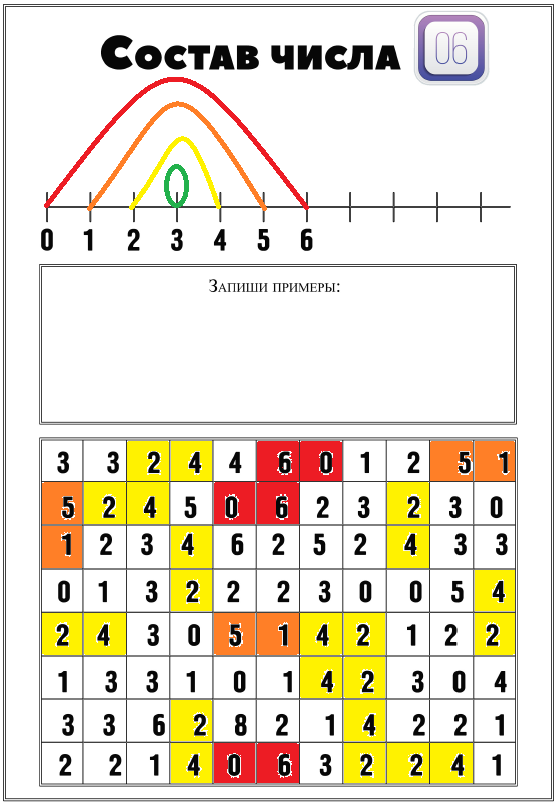 Состав числа 06
0 1 2 3 4 5 6
Запиши примеры:
3 3 2 4 4 6 0 1 2 5 1
5 2 4 5 0 6 2 3 2 3 0
1 2 3 4 6 2 5 2 4 3 3
0 1 3 2 2 2 3 0 0 5 4
2 4 3 0 5 1 4 2 1 2 2
1 3 3 1 0 1 4 2 3 0 4
3 3 6 2 8 2 1 4 2 2 1
2 2 1 4 0 6 3 2 2 4 1